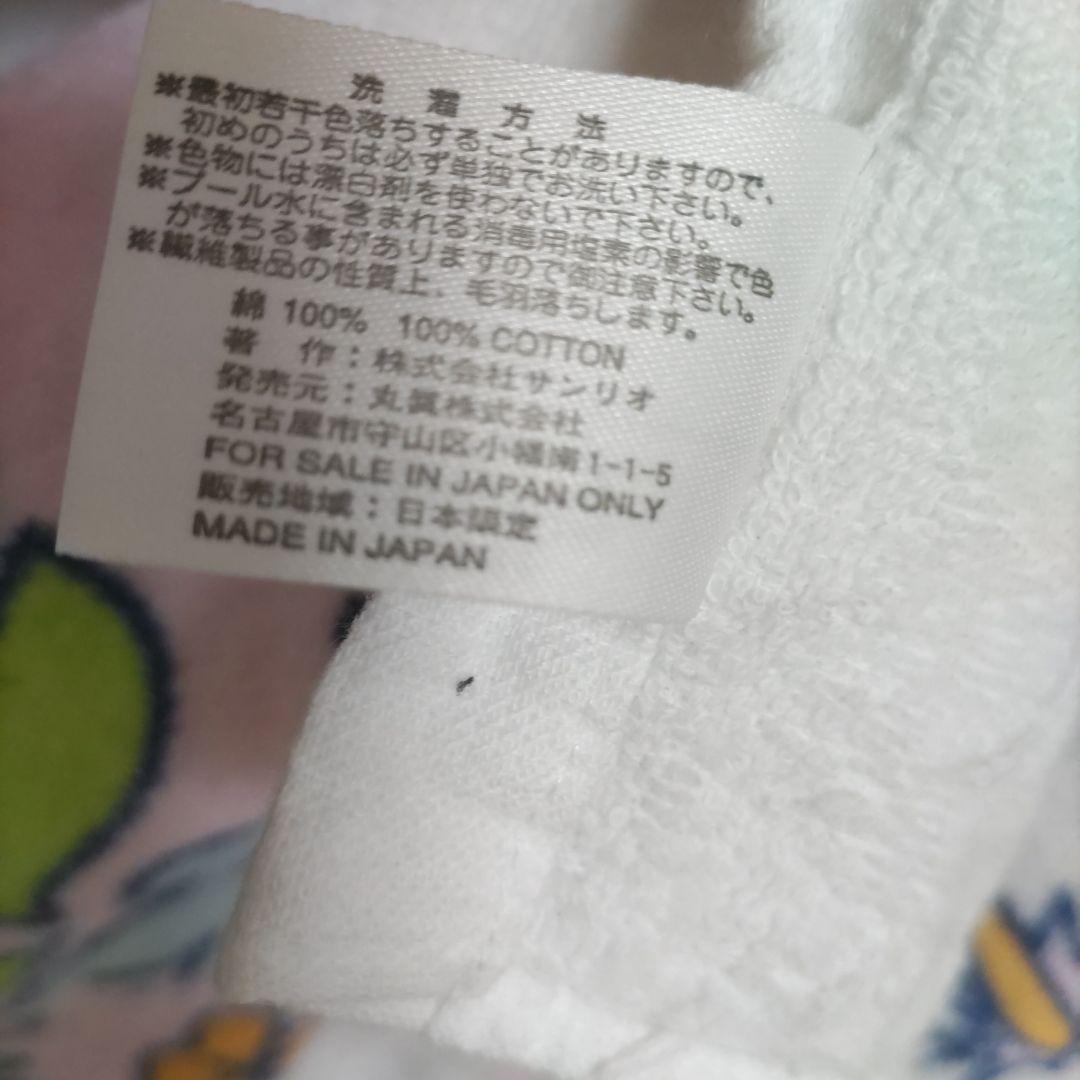 洗濯方法
※最初若干色落ちすることがありますので、
初めのうちは必ず単独でお洗い下さい。
※色物には漂白剤を使わないで下さい。
※プール水に含まれる消毒用塩素の影響で色
が落ちる事がありますので御注意下さい。
※繊維製品の性質上、毛羽落ちします。
綿 100% 100% COTTON
著 作：株式会社サンリオ
発売元：丸眞株式会社
名古屋市守山区小幡南1-1-5
FOR SALE IN JAPAN ONLY
販売地域：日本限定
MADE IN JAPAN